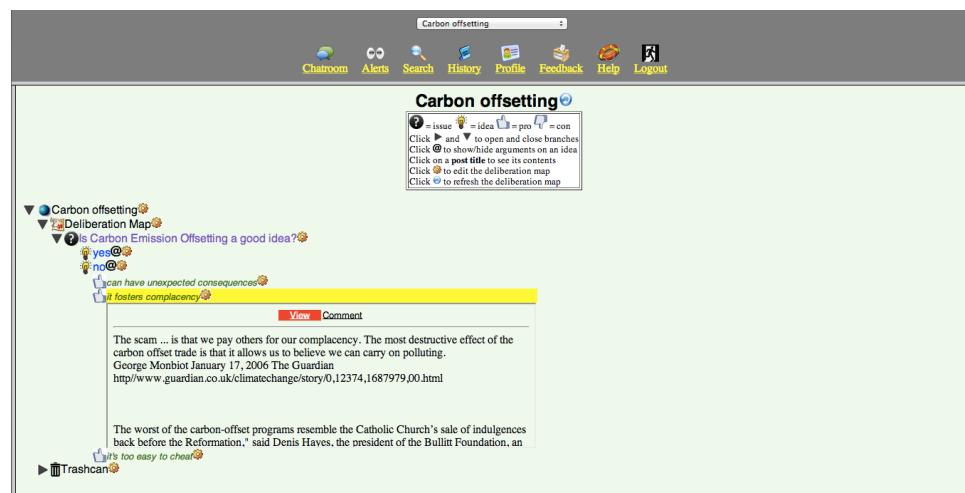 Carbon offsetting
Chatroom Alerts Search History Profile Feedback Help Logout
Carbon offsetting
? = issue = idea = pro = con
Click ▶ and ▼ to open and close branches
Click @ to show/hide arguments on an idea
Click on a post title to see its contents
Click to edit the deliberation map
Click to refresh the deliberation map
▼ Carbon offsetting
▼ Deliberation Map
▼ ? Is Carbon Emission Offsetting a good idea?
yes@
no@
can have unexpected consequences
it fosters complacency
View Comment
The scam ... is that we pay others for our complacency. The most destructive effect of the
carbon offset trade is that it allows us to believe we can carry on polluting.
George Monbiot January 17, 2006 The Guardian
http//www.guardian.co.uk/climatechange/story/0,12374,1687979,00.html
The worst of the carbon-offset programs resemble the Catholic Church's sale of indulgences
back before the Reformation," said Denis Hayes, the president of the Bullitt Foundation, an
it's too easy to cheat
▶ Trashcan